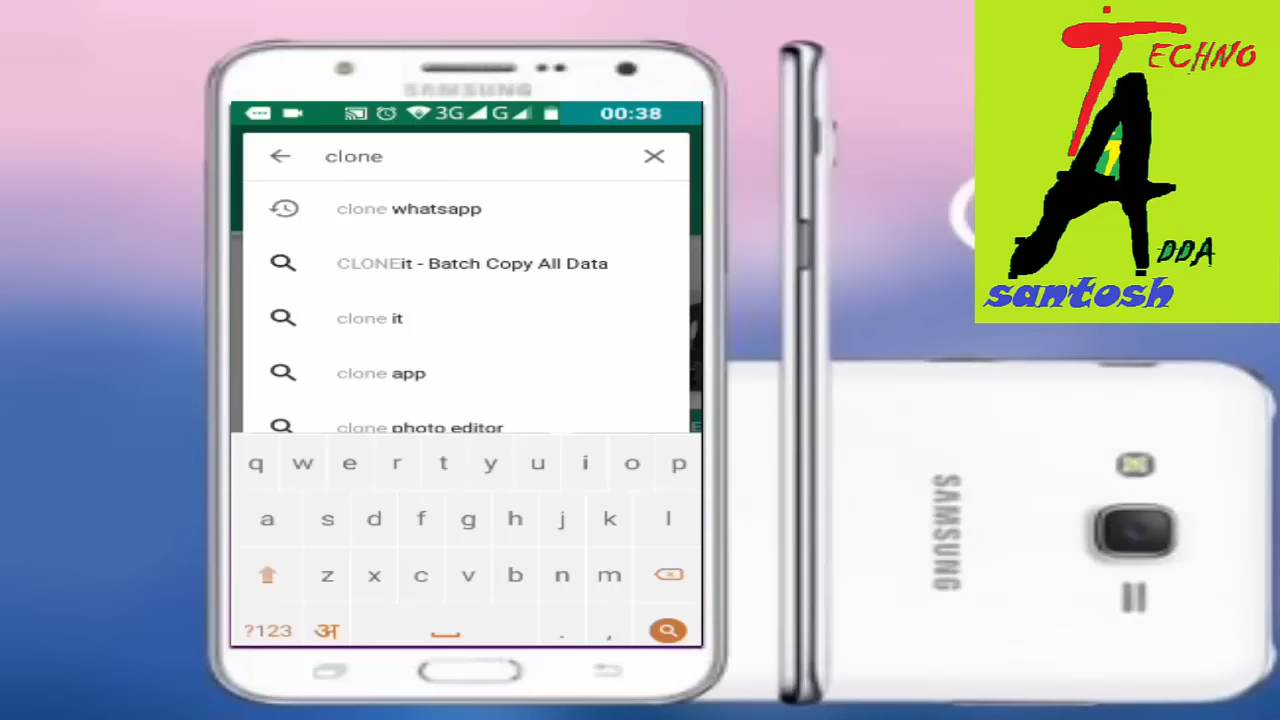 SAMSUNG
3G G 00:38
clone
clone whatsapp
CLONEit - Batch Copy All Data
clone it
clone app
clone photo editor
q w e r t y u i o p
a s d f g h j k l
z x c v b n m
?123 अ . ,
TECHNO
ADDA
santosh
SAMSUNG